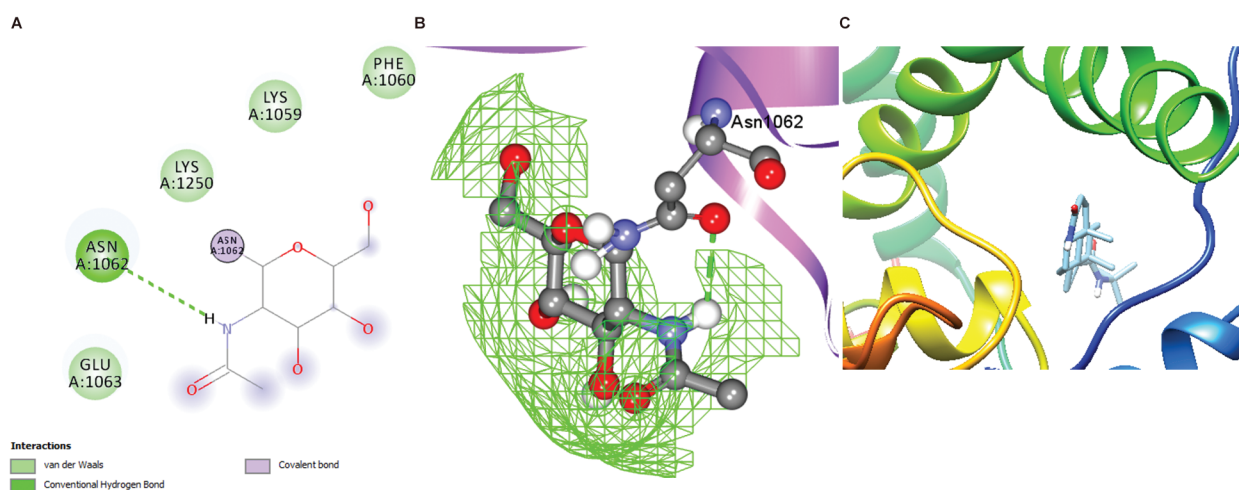 A
B
C
PHE
A:1060
LYS
A:1059
LYS
A:1250
ASN
A:1062
ASN
A:1062
GLU
A:1063
O
O
O
O
O
H
N
Asn1062
Interactions
van der Waals
Conventional Hydrogen Bond
Covalent bond